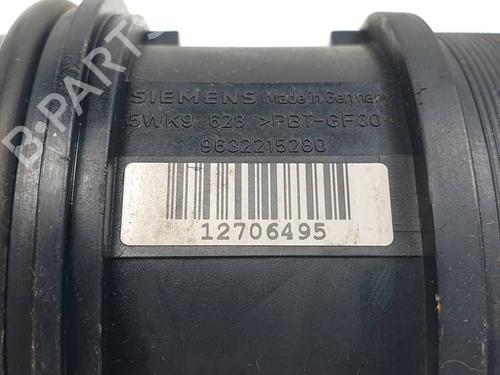 B-PARTS
SIEMENS Made in Germany
5WK9 628 >PBT-GF30<
9632215280
12706495